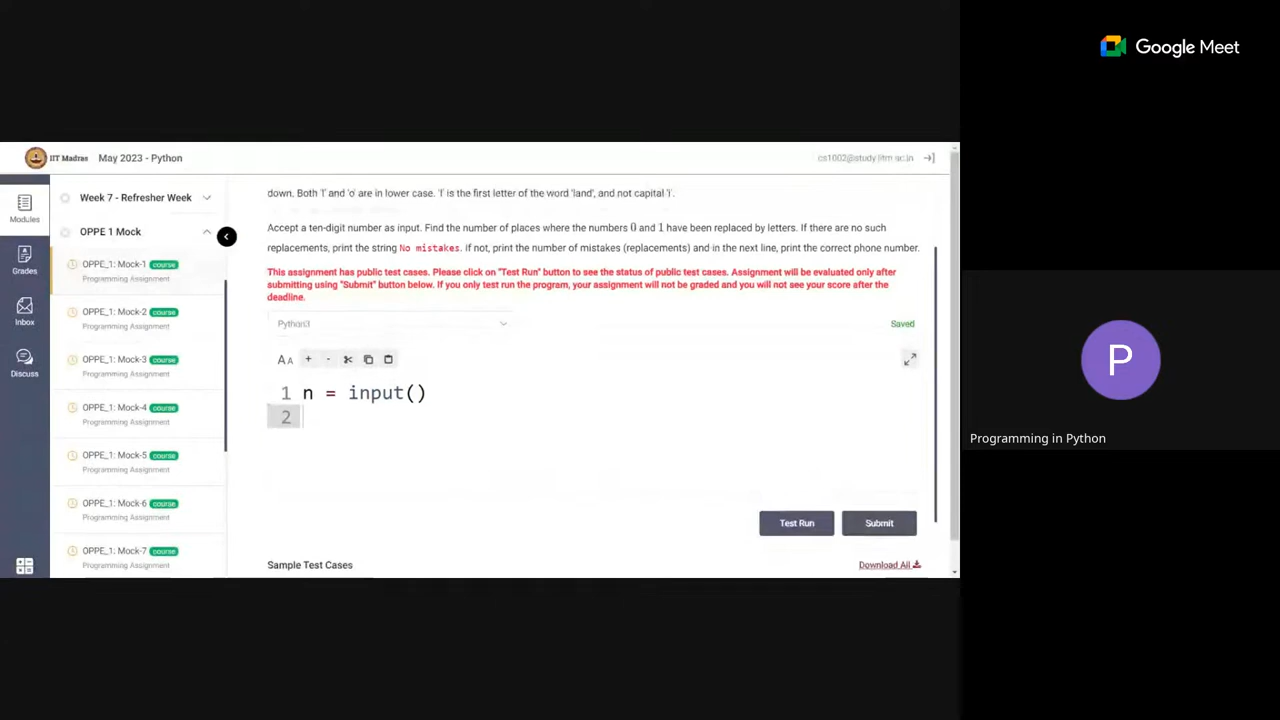 Google Meet
IIT Madras May 2023 - Python
cs1002@study.iitm.ac.in
Modules
Grades
Inbox
Discuss
Week 7 - Refresher Week
OPPE 1 Mock
OPPE_1: Mock-1 course
Programming Assignment
OPPE_1: Mock-2 course
Programming Assignment
OPPE_1: Mock-3 course
Programming Assignment
OPPE_1: Mock-4 course
Programming Assignment
OPPE_1: Mock-5 course
Programming Assignment
OPPE_1: Mock-6 course
Programming Assignment
OPPE_1: Mock-7 course
Programming Assignment
down. Both 'l' and 'o' are in lower case. 'l' is the first letter of the word 'land', and not capital 'i'.
Accept a ten-digit number as input. Find the number of places where the numbers 0 and 1 have been replaced by letters. If there are no such
replacements, print the string No mistakes. if not, print the number of mistakes (replacements) and in the next line, print the correct phone number.
This assignment has public test cases. Please click on "Test Run" button to see the status of public test cases. Assignment will be evaluated only after
submitting using "Submit" button below. If you only test run the program, your assignment will not be graded and you will not see your score after the
deadline.
Python3
Saved
AA + -
1 n = input()
2
Test Run Submit
Sample Test Cases
Download All
P
Programming in Python